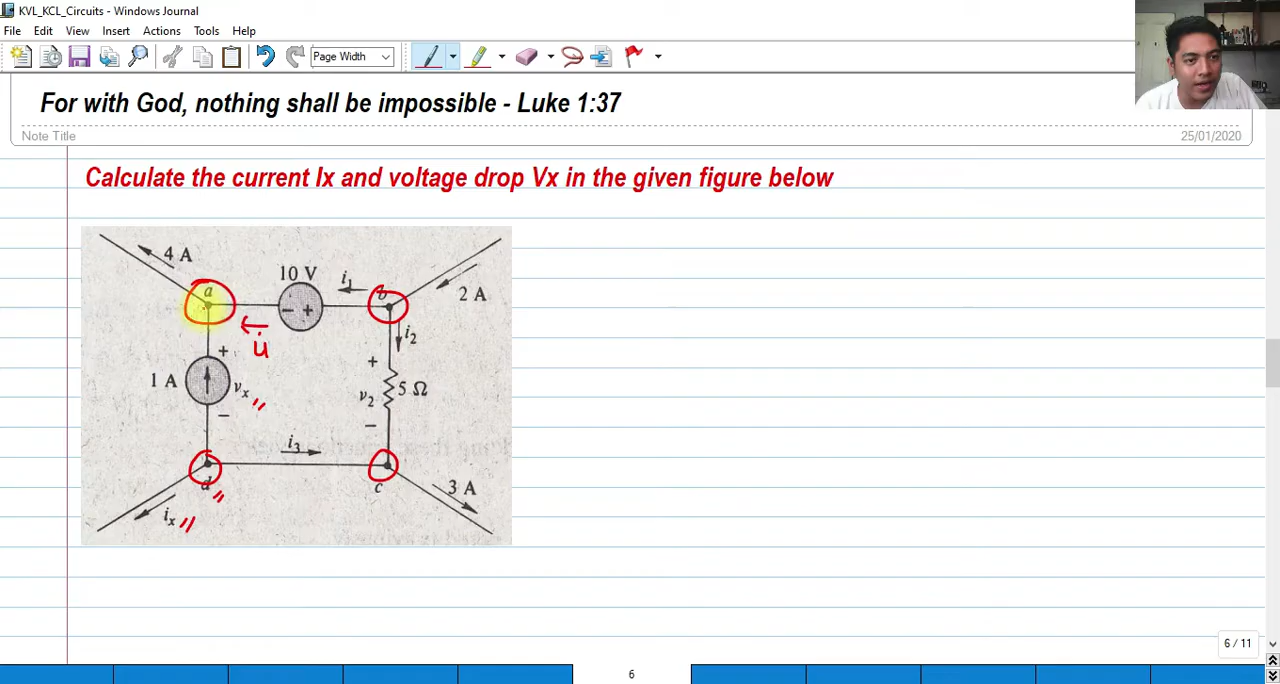 KVL_KCL_Circuits - Windows Journal
File Edit View Insert Actions Tools Help
Page Width
For with God, nothing shall be impossible - Luke 1:37
Note Title
25/01/2020
Calculate the current Ix and voltage drop Vx in the given figure below
4 A
10 V
i1
2 A
a
b
i1
i2
+
- +
+
1 A
vx
v2
5 Ω
-
-
i3
d
c
3 A
ix
6 / 11
6